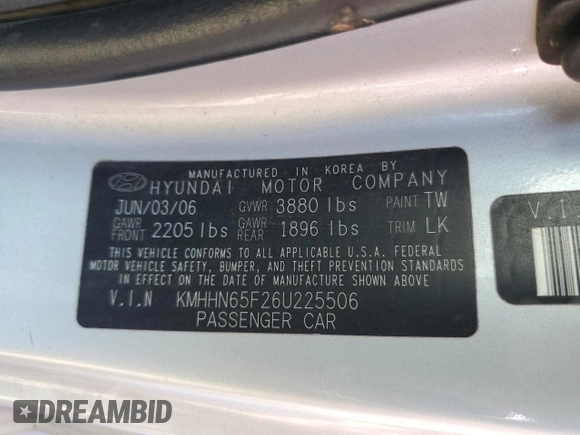 MANUFACTURED IN KOREA BY
HYUNDAI MOTOR COMPANY
JUN/03/06 GVWR 3880 lbs PAINT TW
GAWR FRONT 2205 lbs GAWR REAR 1896 lbs TRIM LK
THIS VEHICLE CONFORMS TO ALL APPLICABLE U.S.A. FEDERAL
MOTOR VEHICLE SAFETY, BUMPER, AND THEFT PREVENTION STANDARDS
IN EFFECT ON THE DATE OF MANUFACTURE SHOWN ABOVE
V.I.N KMHHN65F26U225506
PASSENGER CAR
V I
DREAMBID